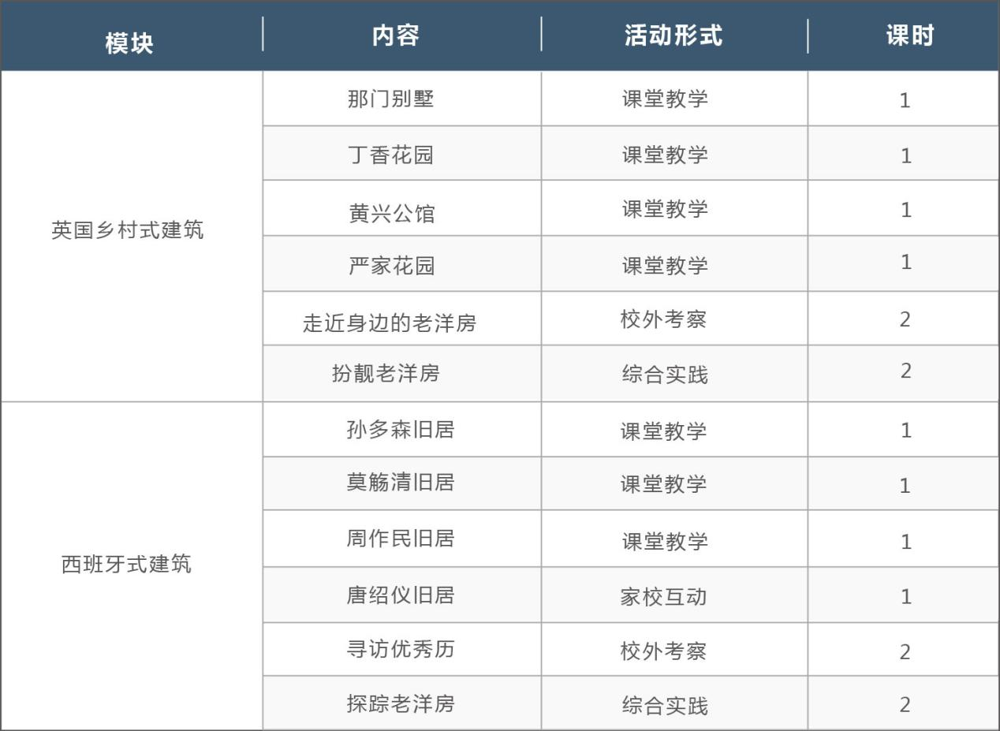 模块 内容 活动形式 课时
那门别墅 课堂教学 1
丁香花园 课堂教学 1
黄兴公馆 课堂教学 1
英国乡村式建筑
严家花园 课堂教学 1
走近身边的老洋房 校外考察 2
扮靓老洋房 综合实践 2
孙多森旧居 课堂教学 1
莫觞清旧居 课堂教学 1
周作民旧居 课堂教学 1
西班牙式建筑
唐绍仪旧居 家校互动 1
寻访优秀历 校外考察 2
探踪老洋房 综合实践 2